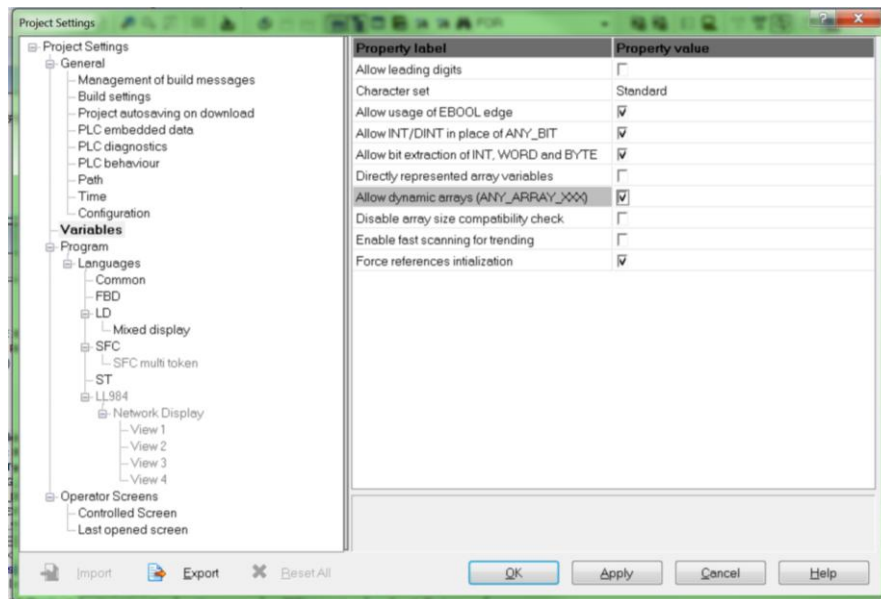 Project Settings
FOR
Project Settings
General
Management of build messages
Build settings
Project autosaving on download
PLC embedded data
PLC diagnostics
PLC behaviour
Path
Time
Configuration
Variables
Program
Languages
Common
FBD
LD
Mixed display
SFC
SFC multi token
ST
LL984
Network Display
View 1
View 2
View 3
View 4
Operator Screens
Controlled Screen
Last opened screen
Property label Property value
Allow leading digits
Character set Standard
Allow usage of EBOOL edge
Allow INT/DINT in place of ANY_BIT
Allow bit extraction of INT, WORD and BYTE
Directly represented array variables
Allow dynamic arrays (ANY_ARRAY_XXX)
Disable array size compatibility check
Enable fast scanning for trending
Force references intialization
Import Export Reset All OK Apply Cancel Help